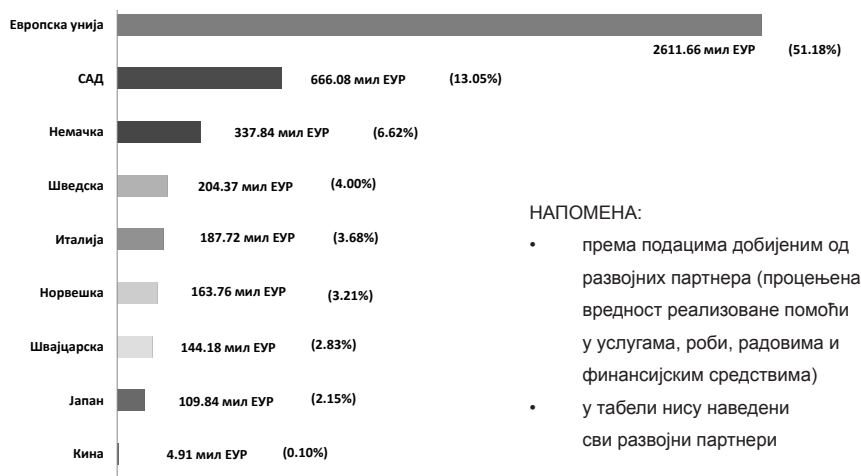 Европска унија
2611.66 мил ЕУР (51.18%)
САД 666.08 мил ЕУР (13.05%)
Немачка 337.84 мил ЕУР (6.62%)
Шведска 204.37 мил ЕУР (4.00%)
Италија 187.72 мил ЕУР (3.68%)
Норвешка 163.76 мил ЕУР (3.21%)
Швајцарска 144.18 мил ЕУР (2.83%)
Јапан 109.84 мил ЕУР (2.15%)
Кина 4.91 мил ЕУР (0.10%)
НАПОМЕНА:
• према подацима добијеним од
развојних партнера (процењена
вредност реализоване помоћи
у услугама, роби, радовима и
финансијским средствима)
• у табели нису наведени
сви развојни партнери